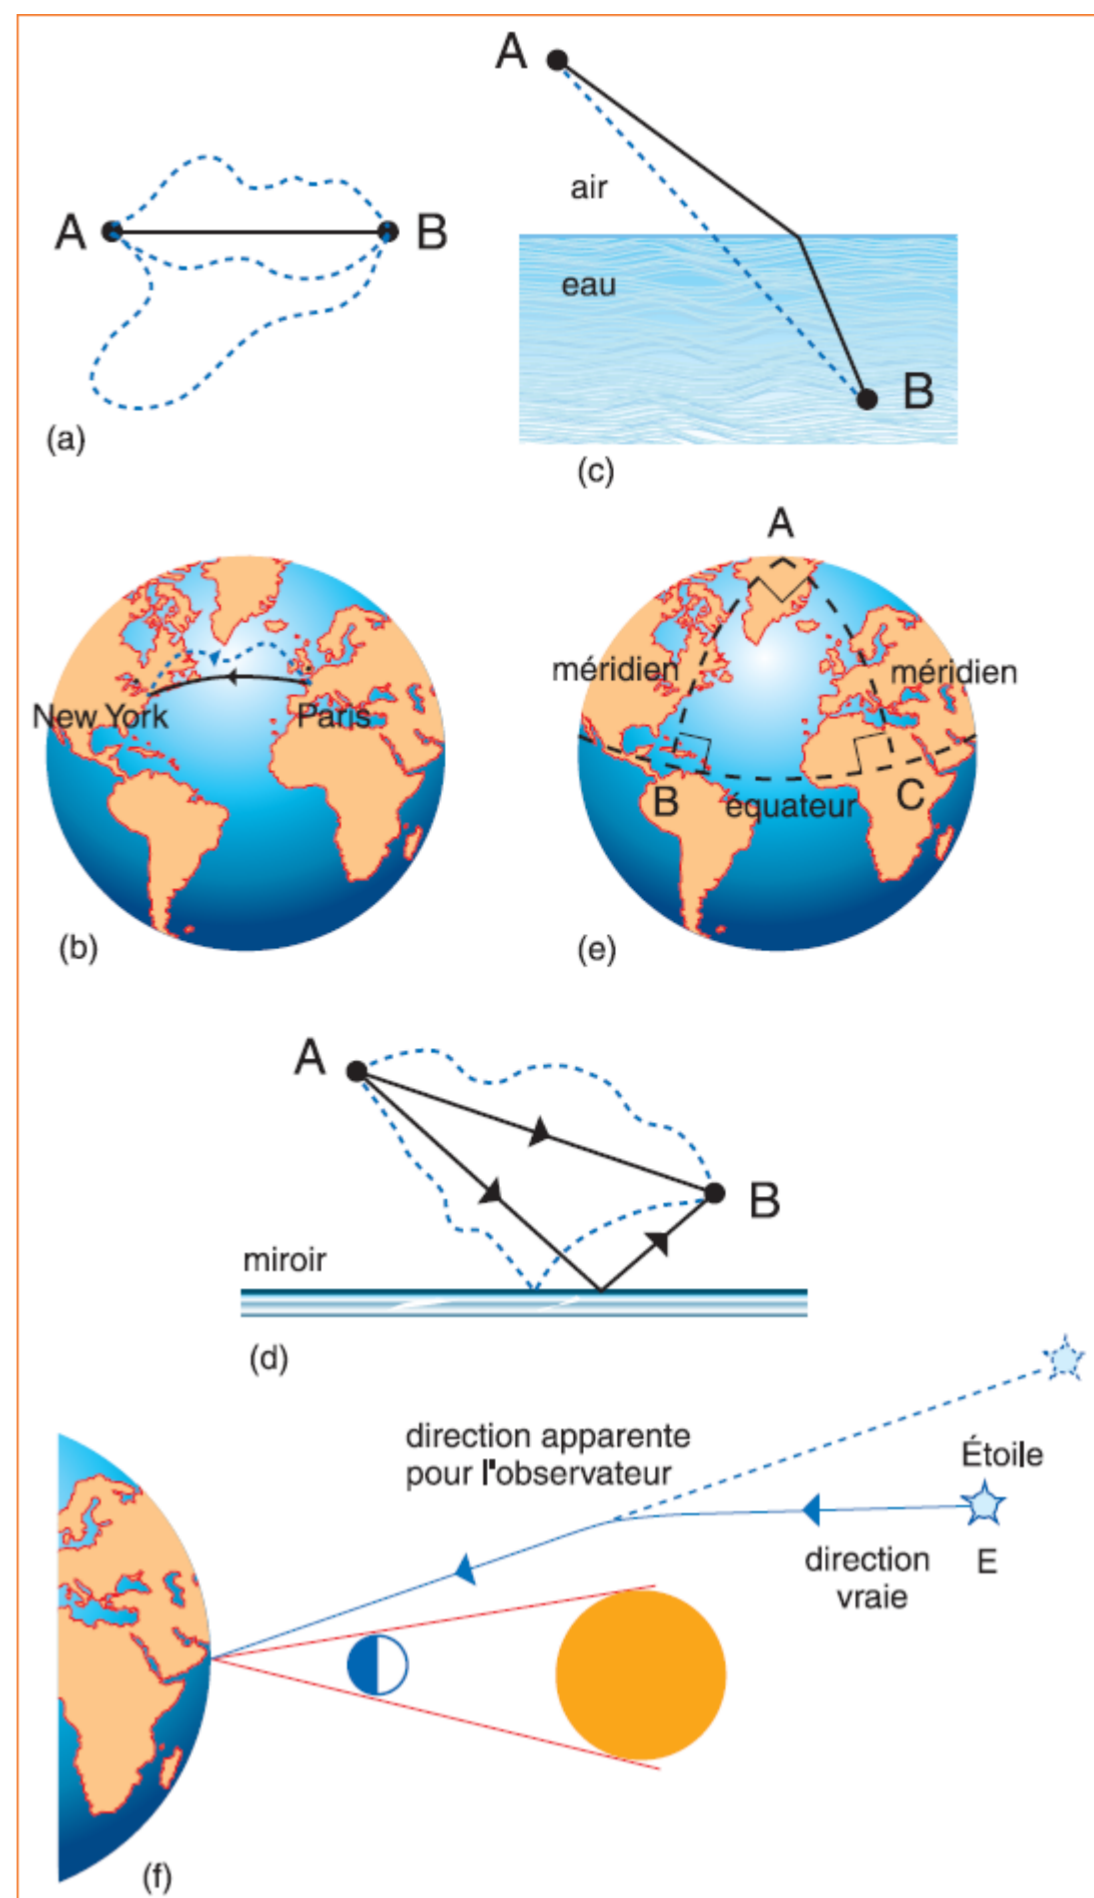 A
air
A
B
eau
B
(a)
(c)
A
méridien
méridien
New York
Paris
B
équateur
C
(b)
(e)
A
B
miroir
(d)
direction apparente
pour l'observateur
Étoile
direction
vraie
E
(f)